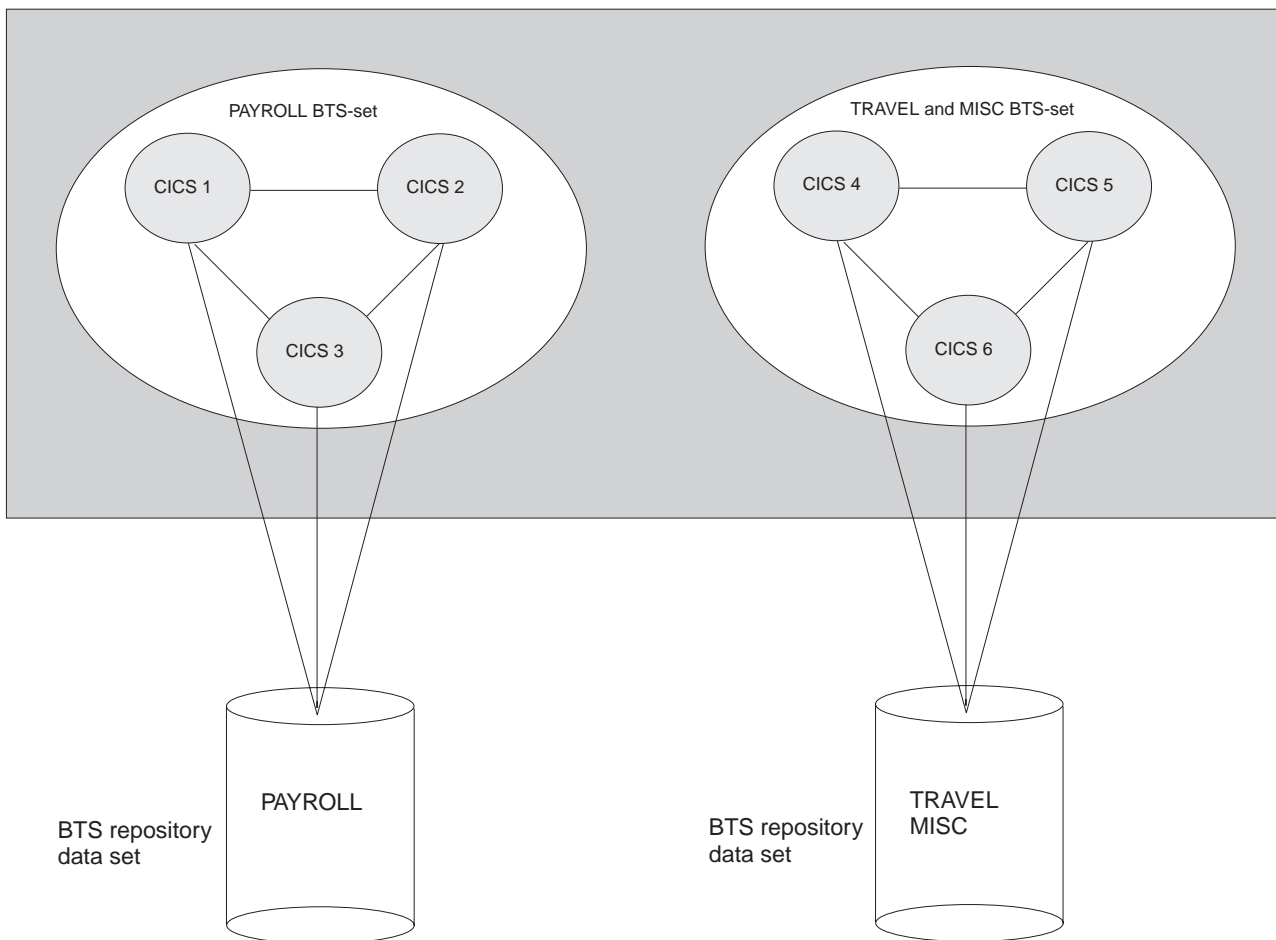 PAYROLL BTS-set
CICS 1
CICS 2
CICS 3
TRAVEL and MISC BTS-set
CICS 4
CICS 5
CICS 6
PAYROLL
BTS repository
data set
TRAVEL
MISC
BTS repository
data set